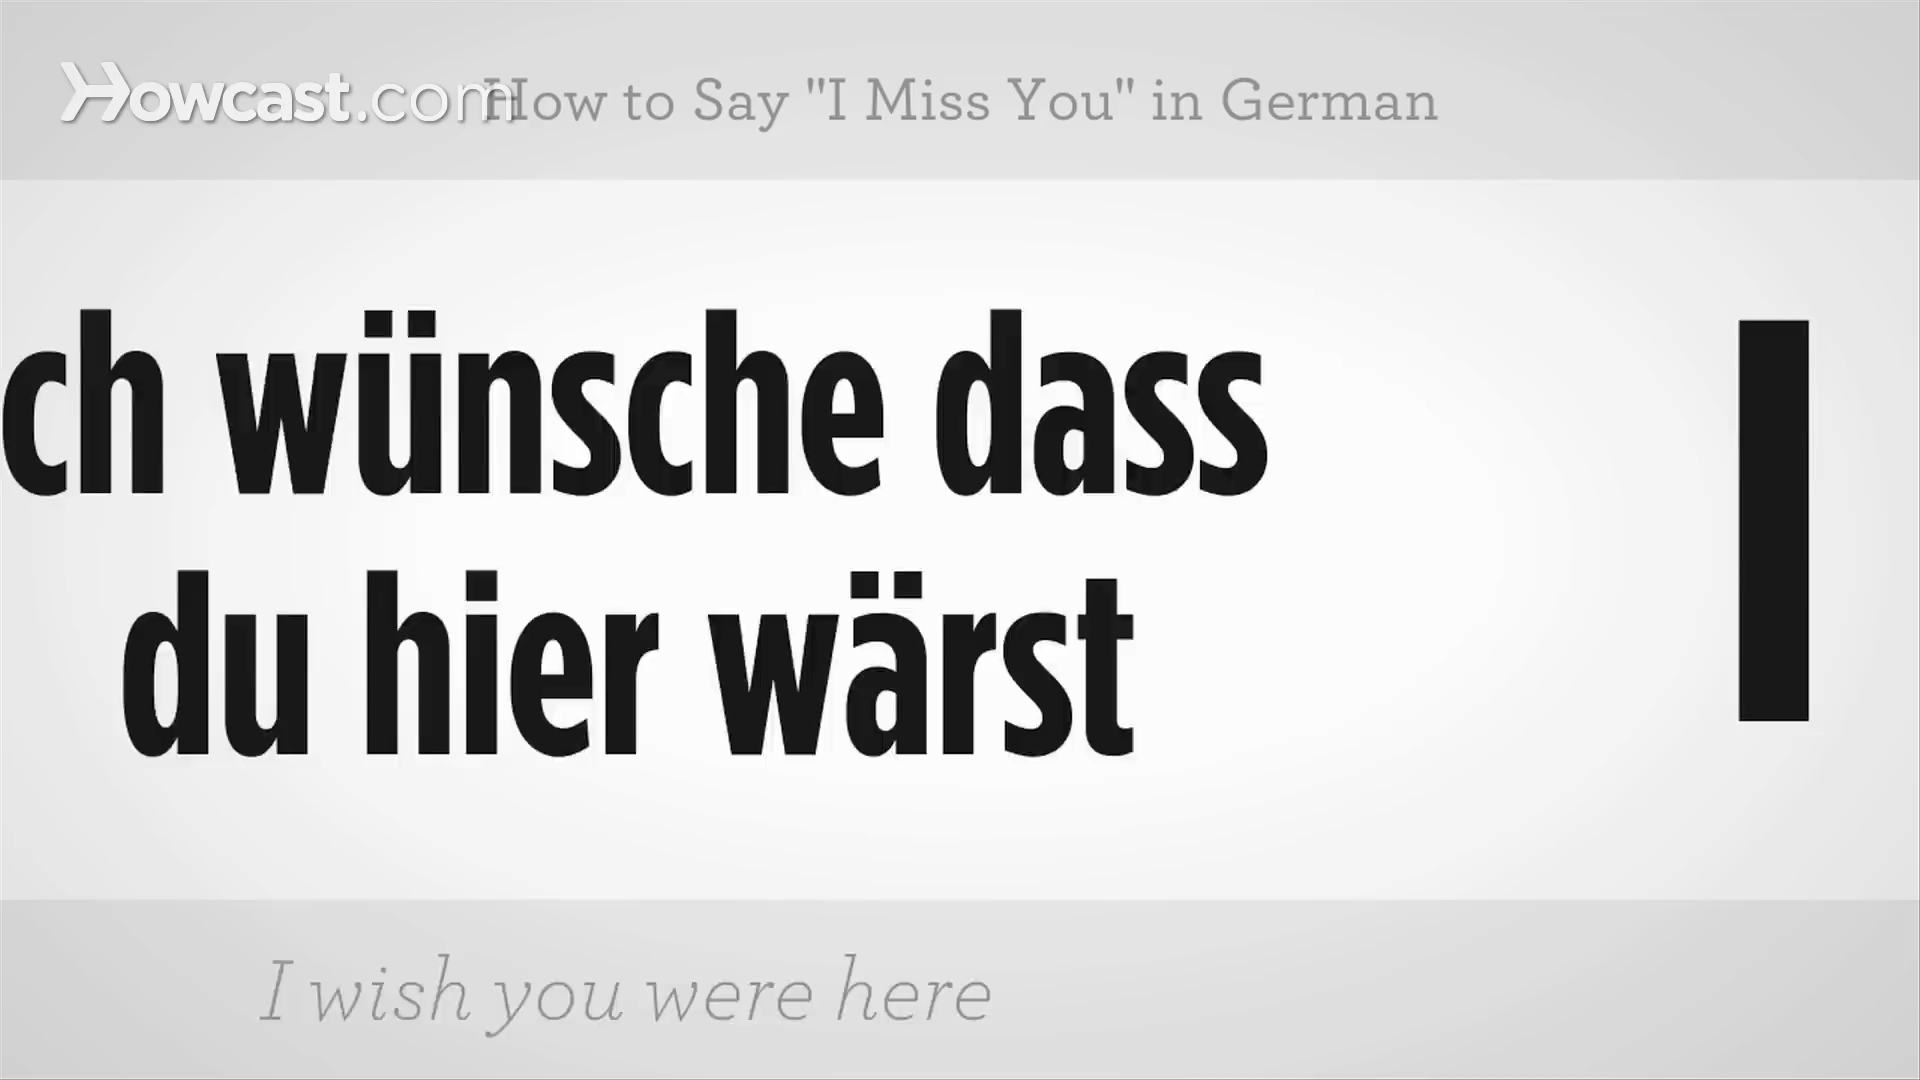 Howcast.com
How to Say "I Miss You" in German
ch wünsche dass
du hier wärst
I
I wish you were here